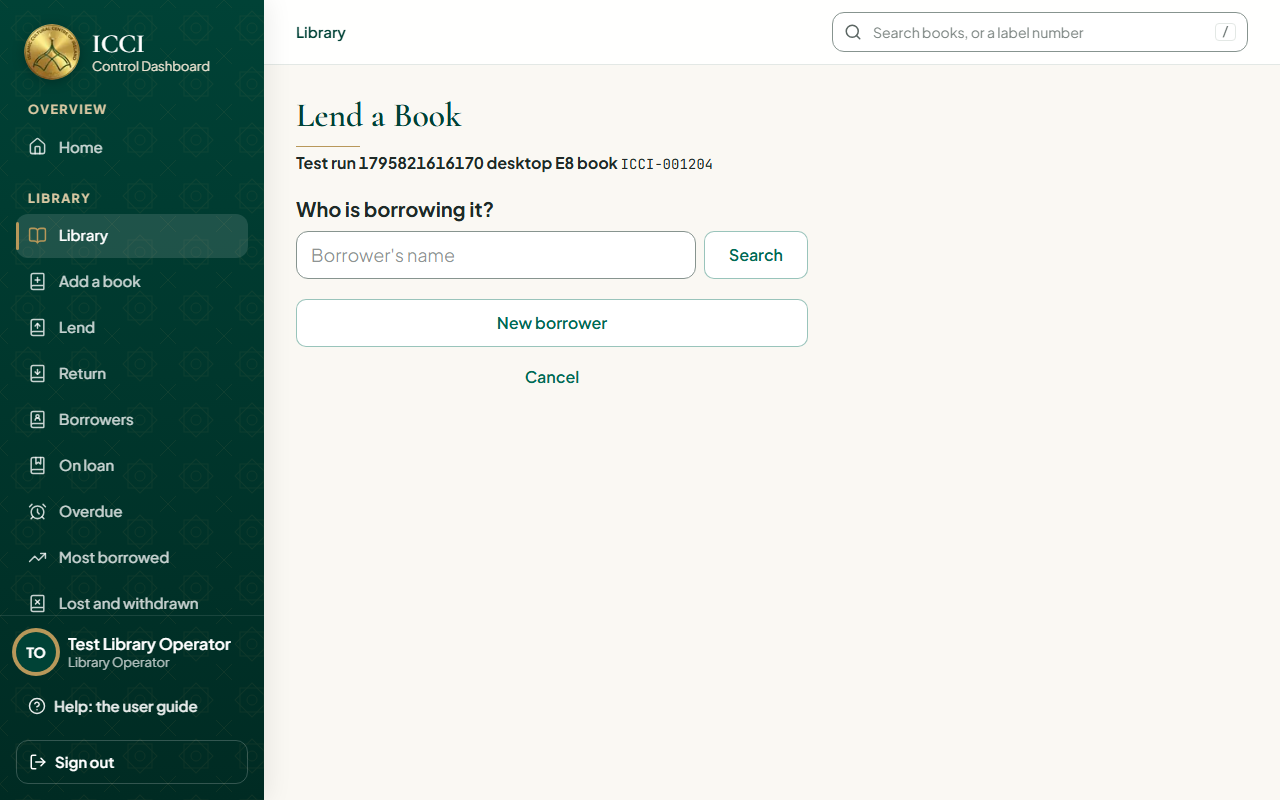 ICCI
Control Dashboard
OVERVIEW
Home
LIBRARY
Library
Add a book
Lend
Return
Borrowers
On loan
Overdue
Most borrowed
Lost and withdrawn
TO
Test Library Operator
Library Operator
Help: the user guide
Sign out
Library
Search books, or a label number
/
Lend a Book
Test run 1795821616170 desktop E8 book ICCI-001204
Who is borrowing it?
Borrower's name
Search
New borrower
Cancel